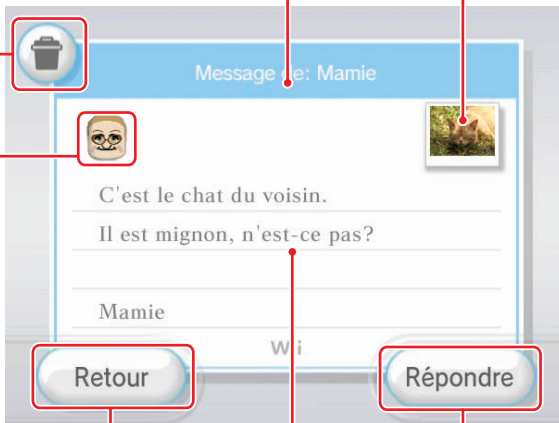 Message de: Mamie
C'est le chat du voisin.
Il est mignon, n'est-ce pas?
Mamie
Wii
Retour
Répondre